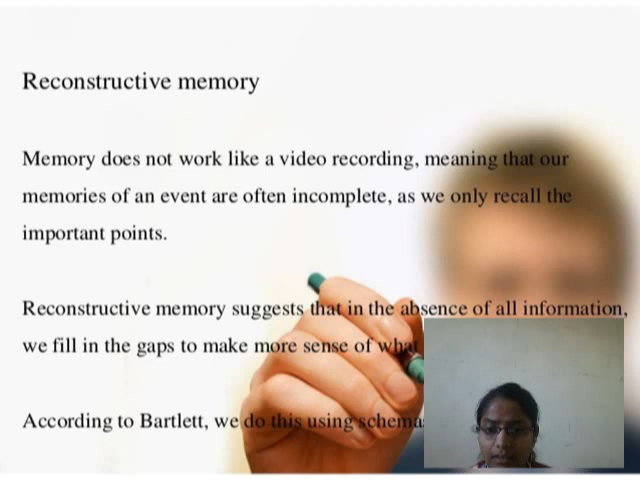 Reconstructive memory
Memory does not work like a video recording, meaning that our
memories of an event are often incomplete, as we only recall the
important points.
Reconstructive memory suggests that in the absence of all information,
we fill in the gaps to make more sense of what
According to Bartlett, we do this using schema